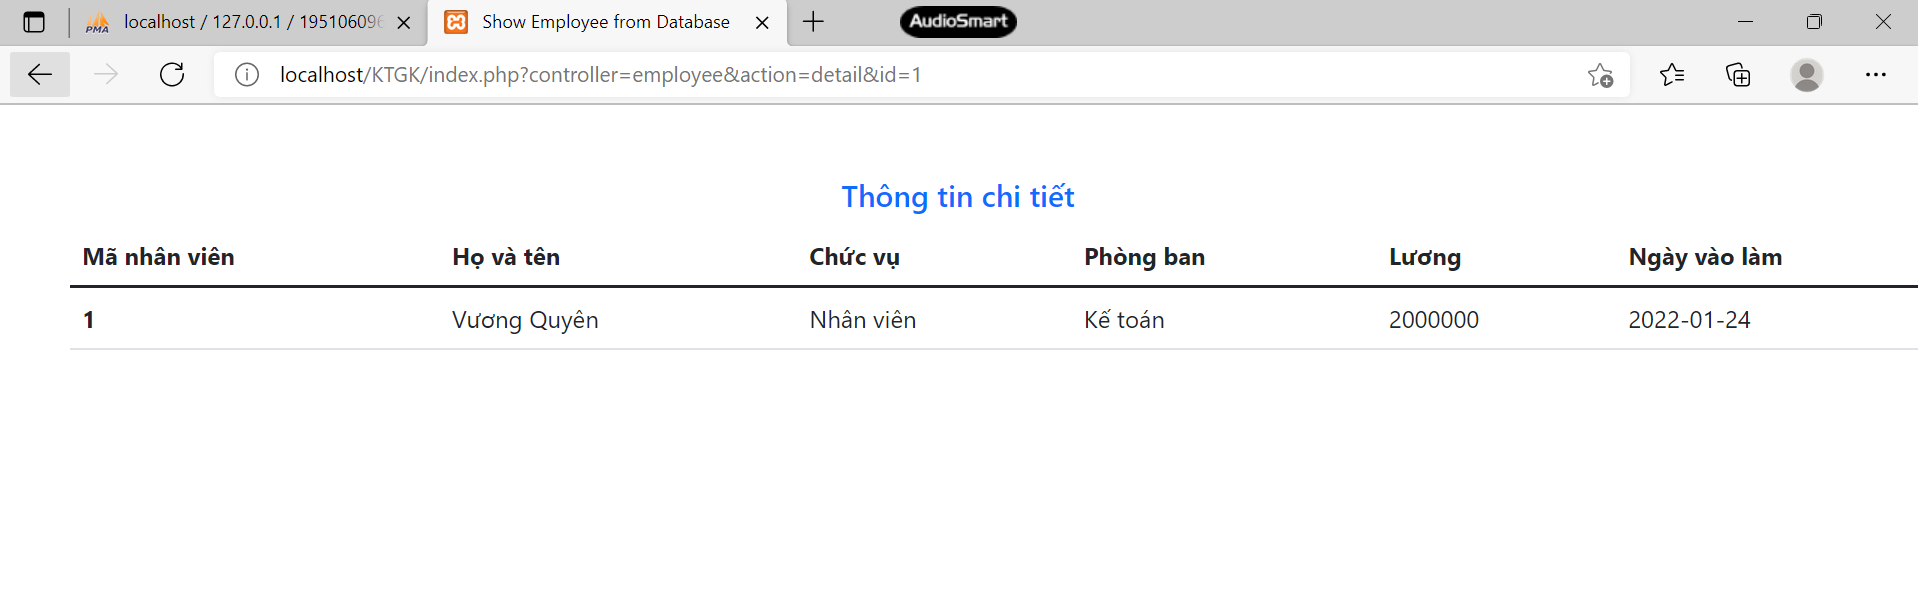 PMA localhost / 127.0.0.1 / 195106096 Show Employee from Database AudioSmart
localhost/KTGK/index.php?controller=employee&action=detail&id=1
Thông tin chi tiết
Mã nhân viên Họ và tên Chức vụ Phòng ban Lương Ngày vào làm
1 Vương Quyên Nhân viên Kế toán 2000000 2022-01-24